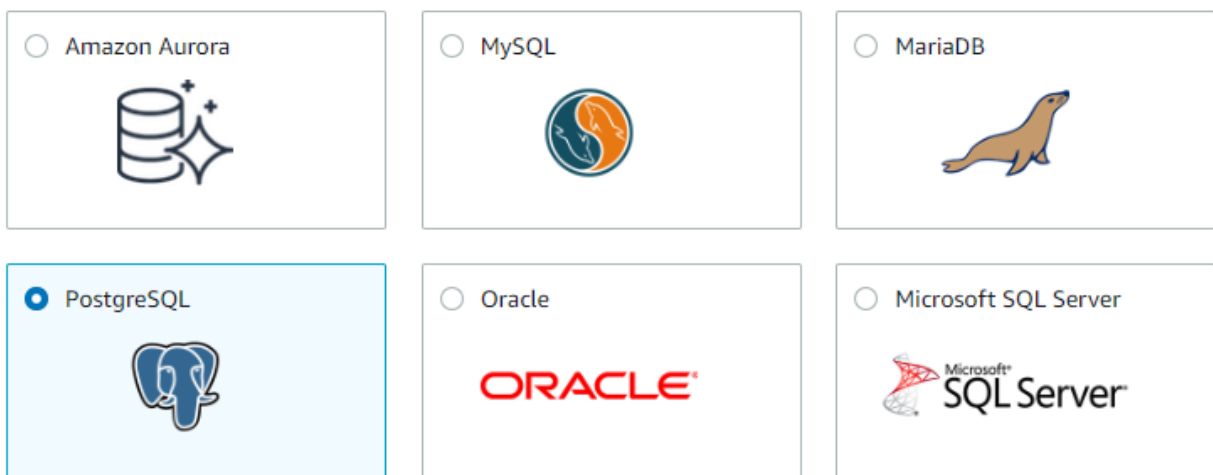 Amazon Aurora
MySQL
MariaDB
PostgreSQL
Oracle
Microsoft SQL Server
ORACLE®
Microsoft®
SQL Server®